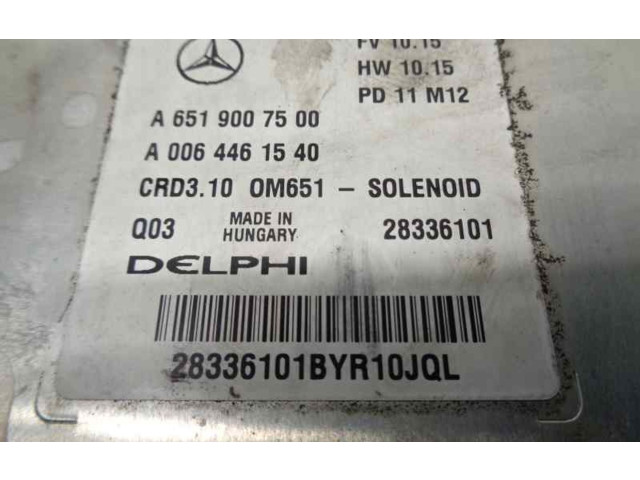 FV 10.15
HW 10.15
PD 11 M12
A 651 900 75 00
A 006 446 15 40
CRD3.10 OM651 - SOLENOID
Q03 MADE IN HUNGARY 28336101
DELPHI
28336101BYR10JQL